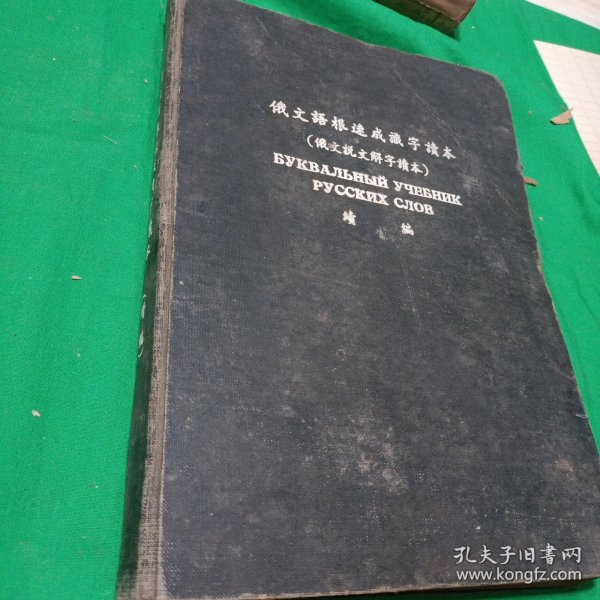 俄文語根速成識字讀本
(俄文說文解字讀本)
БУКВАЛЬНЫЙ УЧЕБНИК
РУССКИХ СЛОВ
續 編
孔夫子旧書网
www.kongfz.com